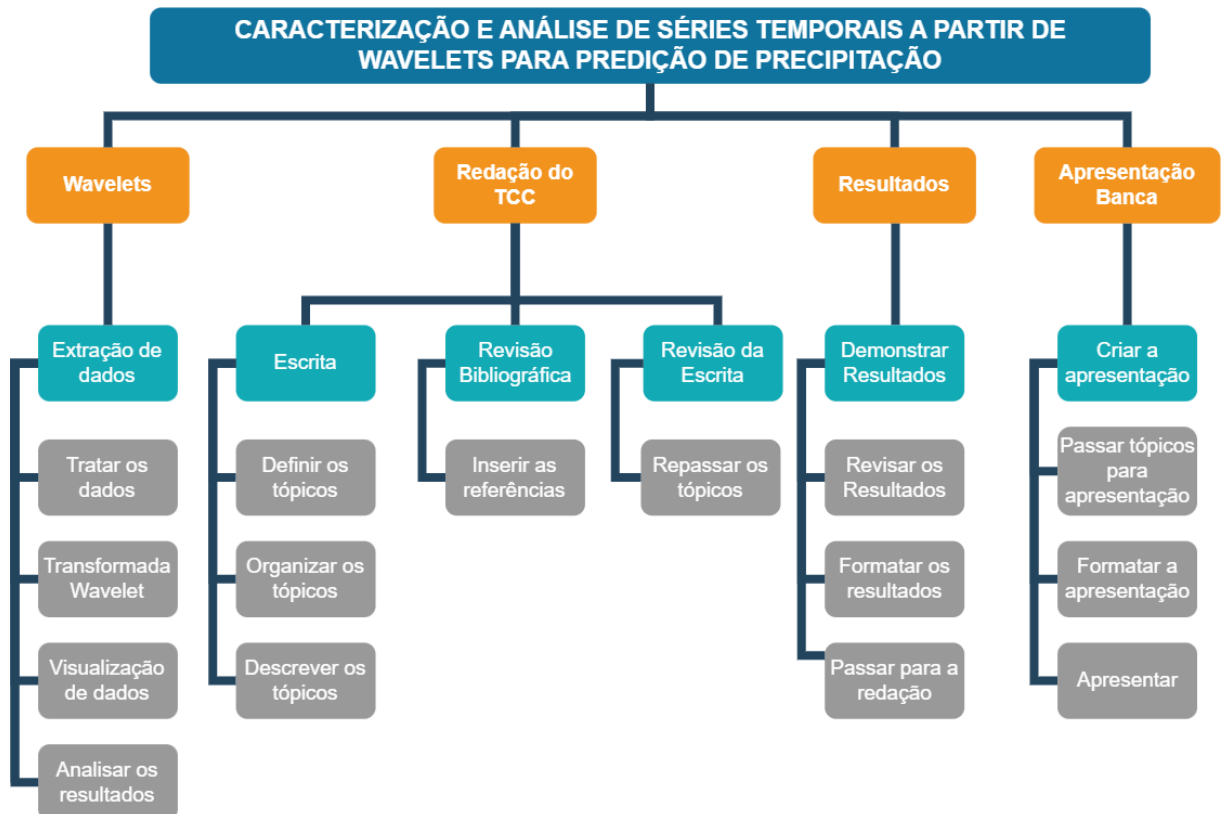 CARACTERIZAÇÃO E ANÁLISE DE SÉRIES TEMPORAIS A PARTIR DE
WAVELETS PARA PREDIÇÃO DE PRECIPITAÇÃO
Wavelets
Redação do
TCC
Resultados
Apresentação
Banca
Extração de
dados
Escrita
Revisão
Bibliográfica
Revisão da
Escrita
Demonstrar
Resultados
Criar a
apresentação
Tratar os
dados
Definir os
tópicos
Inserir as
referências
Repassar os
tópicos
Revisar os
Resultados
Passar tópicos
para
apresentação
Transformada
Wavelet
Organizar os
tópicos
Formatar os
resultados
Formatar a
apresentação
Visualização
de dados
Descrever os
tópicos
Passar para a
redação
Apresentar
Analisar os
resultados